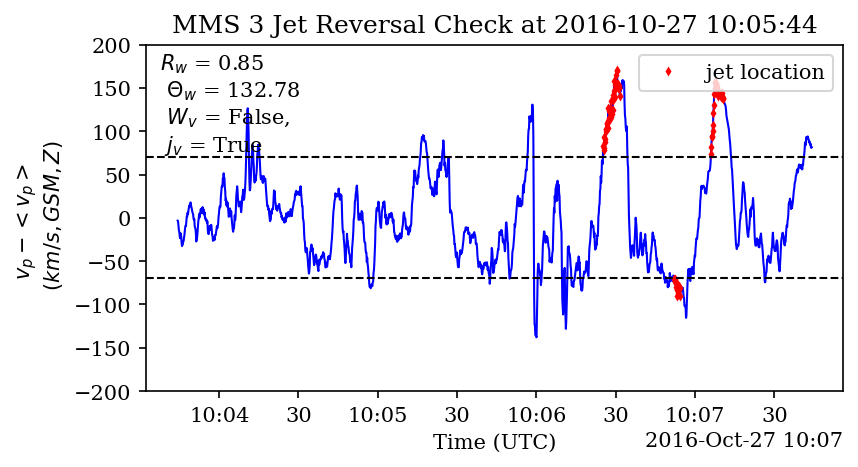 MMS 3 Jet Reversal Check at 2016-10-27 10:05:44
R_w = 0.85
Θ_w = 132.78
W_v = False,
j_v = True
jet location
v_p − <v_p>
(km/s, GSM, Z)
200
150
100
50
0
−50
−100
−150
−200
10:04 30 10:05 30 10:06 30 10:07 30
Time (UTC)
2016-Oct-27 10:07